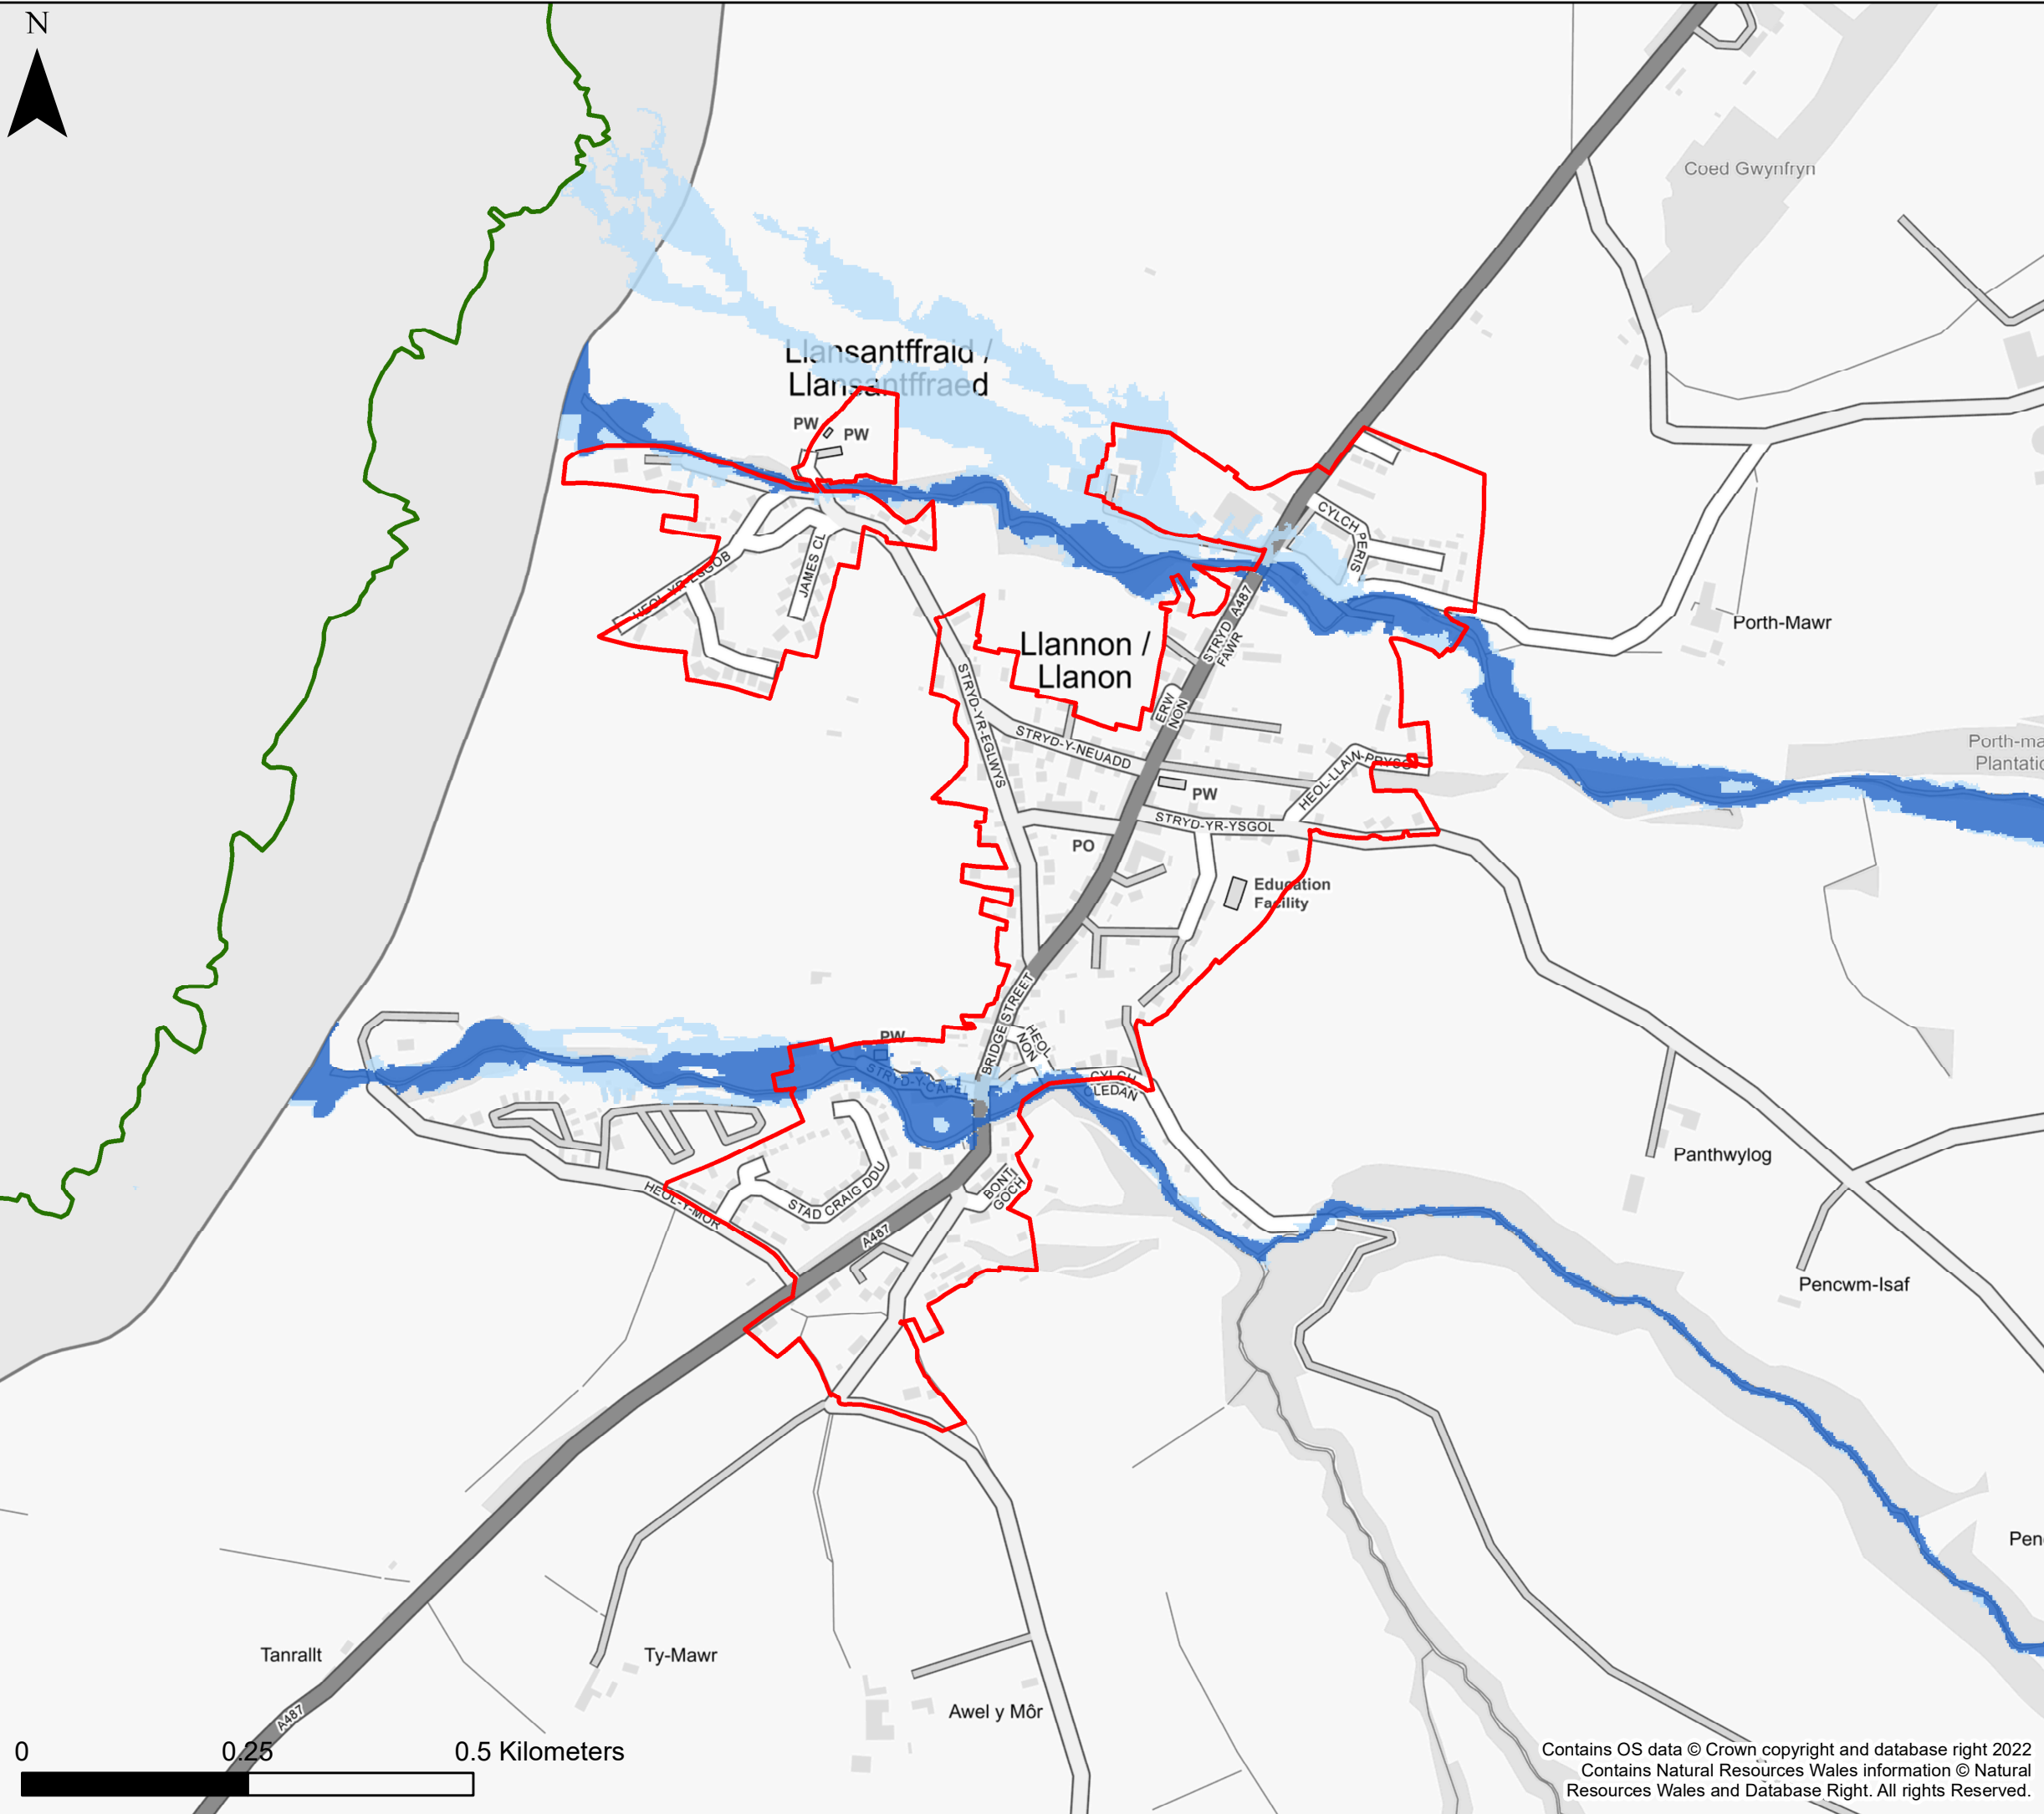 N
Coed Gwynfryn
Llansantffraid /
Llansantffraed
PW
PW
CYLCH
PERIS
JAMES CL
HEOL-YR-ESGOB
Porth-Mawr
Llannon /
Llanon
STRYD A487
FAWR
STRYD-YR-EGLWYS
ERW
NON
STRYD-Y-NEUADD
HEOL-LLAIN-PRYSG
Porth-ma
Plantatio
PW
STRYD-YR-YSGOL
PO
Education
Facility
BRIDGE STREET
HEOL
NON
PW
STRYD-Y-CAPEL
CYLCH
CLEDAN
Panthwylog
BONT
GOCH
STAD CRAIG DDU
HEOL-Y-MOR
A487
Pencwm-Isaf
Pen
Tanrallt
Ty-Mawr
Awel y Môr
A487
0 0.25 0.5 Kilometers
Contains OS data © Crown copyright and database right 2022
Contains Natural Resources Wales information © Natural
Resources Wales and Database Right. All rights Reserved.